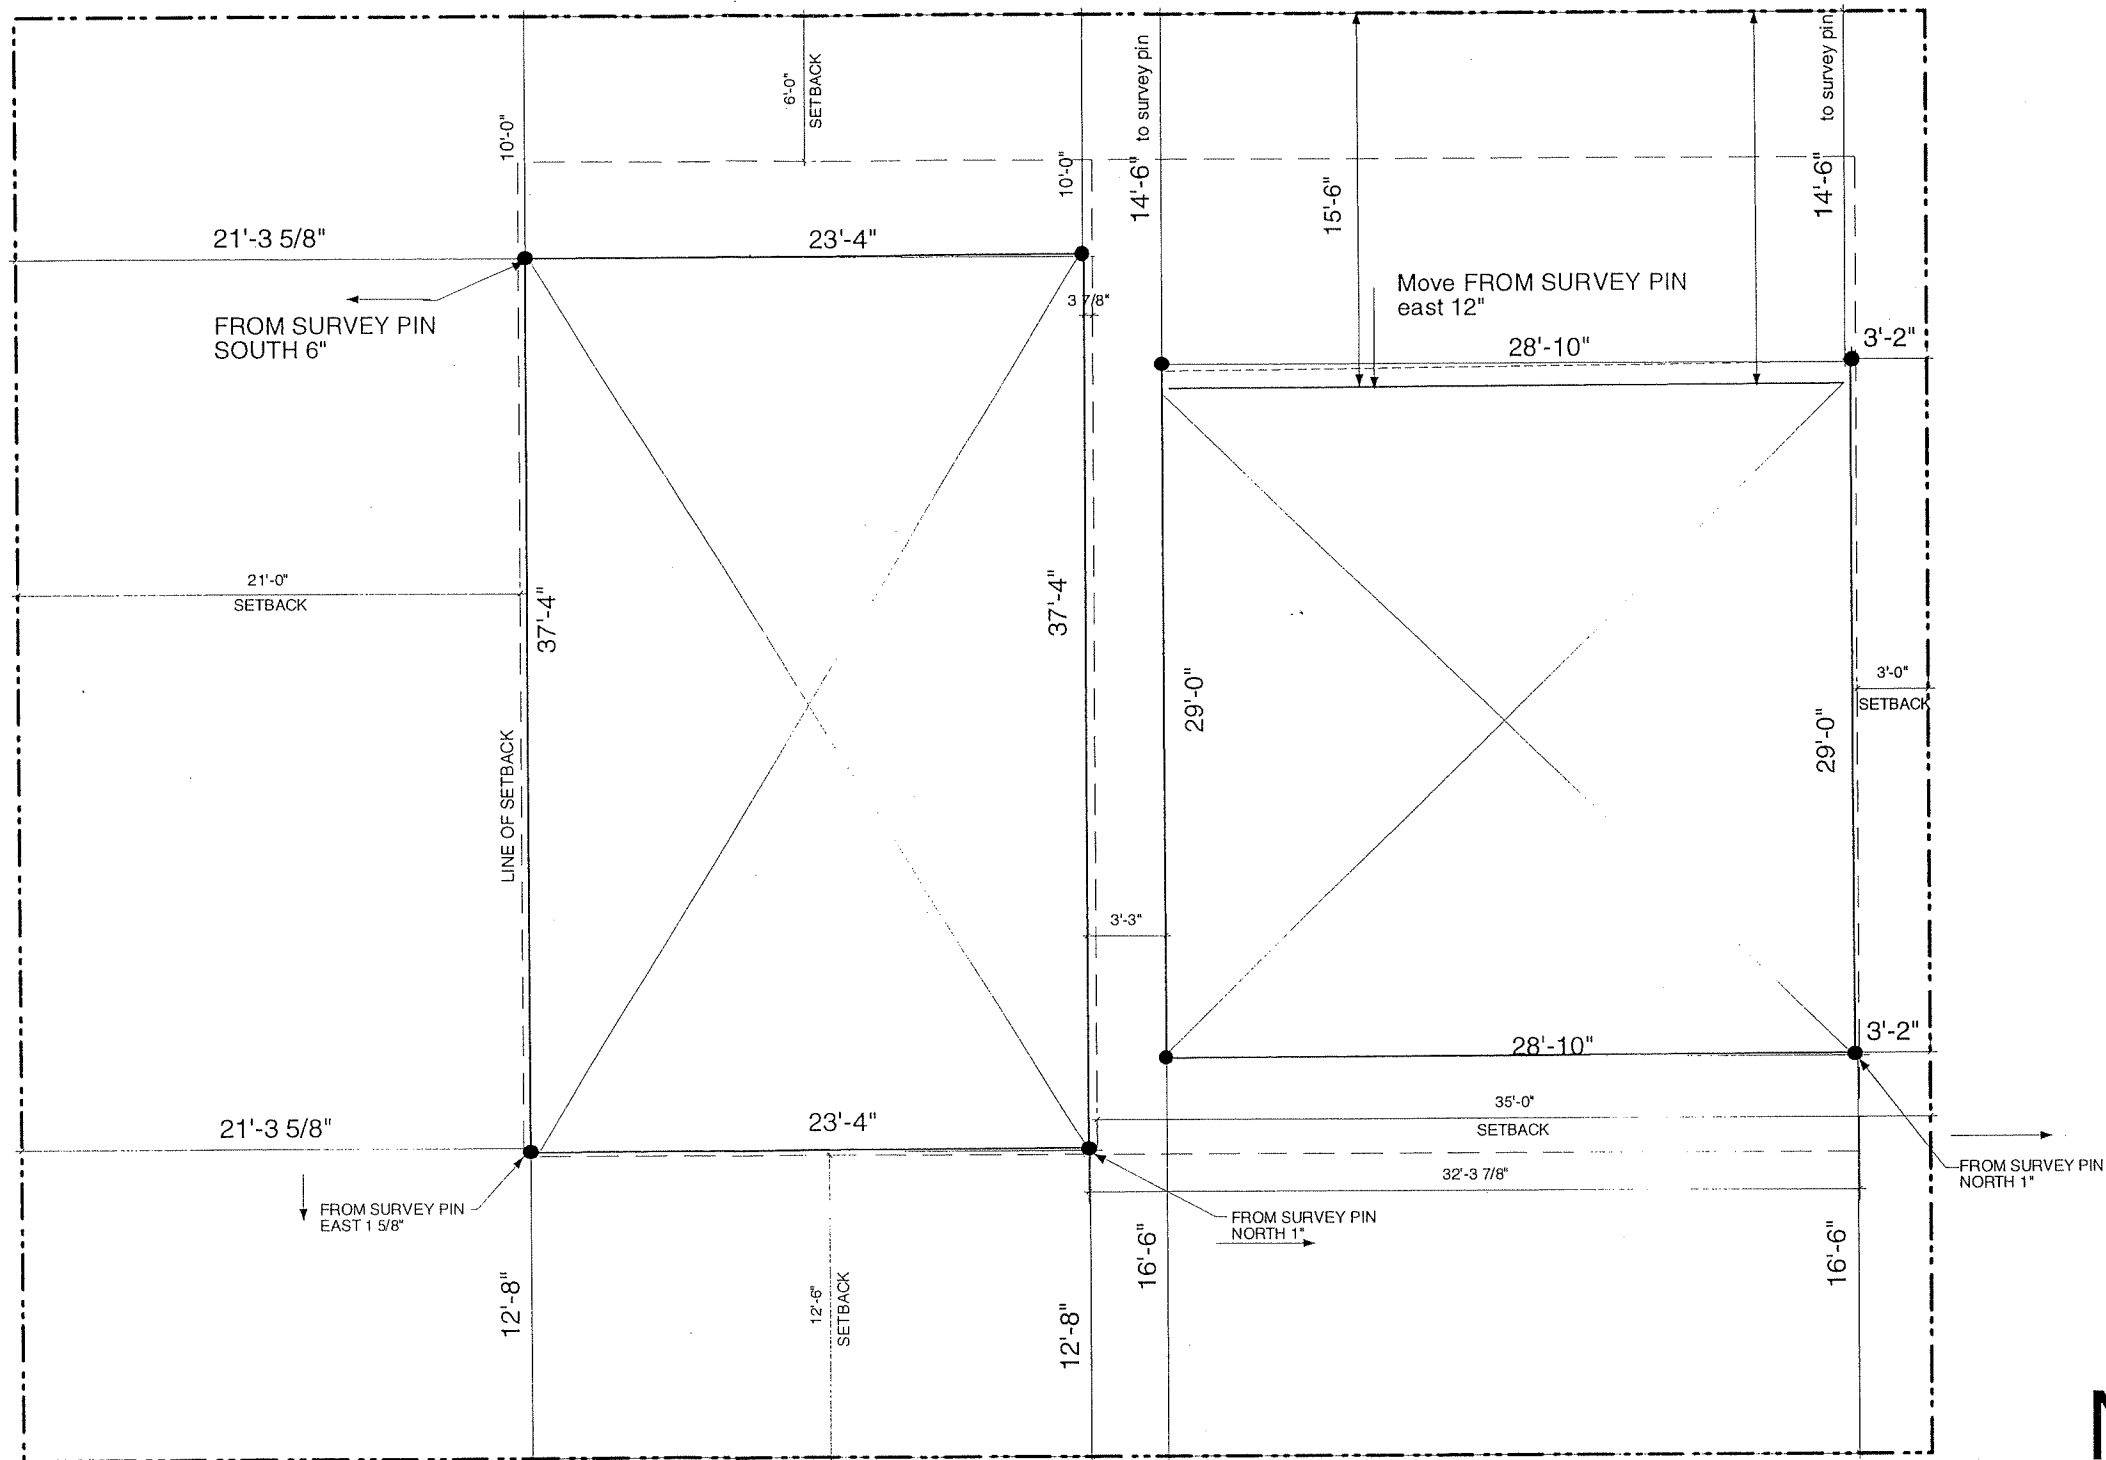 6'-0"
SETBACK
10'-0"
10'-0"
14'-6" to survey pin
15'-6"
14'-6" to survey pin
21'-3 5/8"
23'-4"
FROM SURVEY PIN
SOUTH 6"
3 7/8"
Move FROM SURVEY PIN
east 12"
28'-10"
3'-2"
21'-0"
SETBACK
37'-4"
37'-4"
29'-0"
29'-0"
3'-0"
SETBACK
LINE OF SETBACK
3'-3"
28'-10"
3'-2"
21'-3 5/8"
23'-4"
35'-0"
SETBACK
32'-3 7/8"
FROM SURVEY PIN
EAST 1 5/8"
FROM SURVEY PIN
NORTH 1"
FROM SURVEY PIN
NORTH 1"
12'-8"
12'-6"
SETBACK
12'-8"
16'-6"
16'-6"